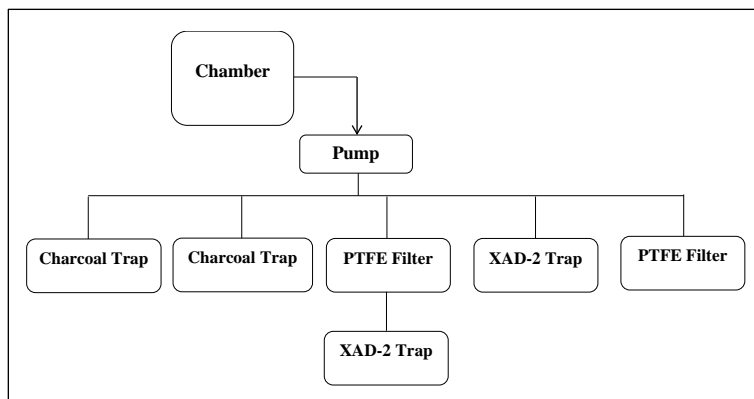 Chamber
Pump
Charcoal Trap
Charcoal Trap
PTFE Filter
XAD-2 Trap
PTFE Filter
XAD-2 Trap